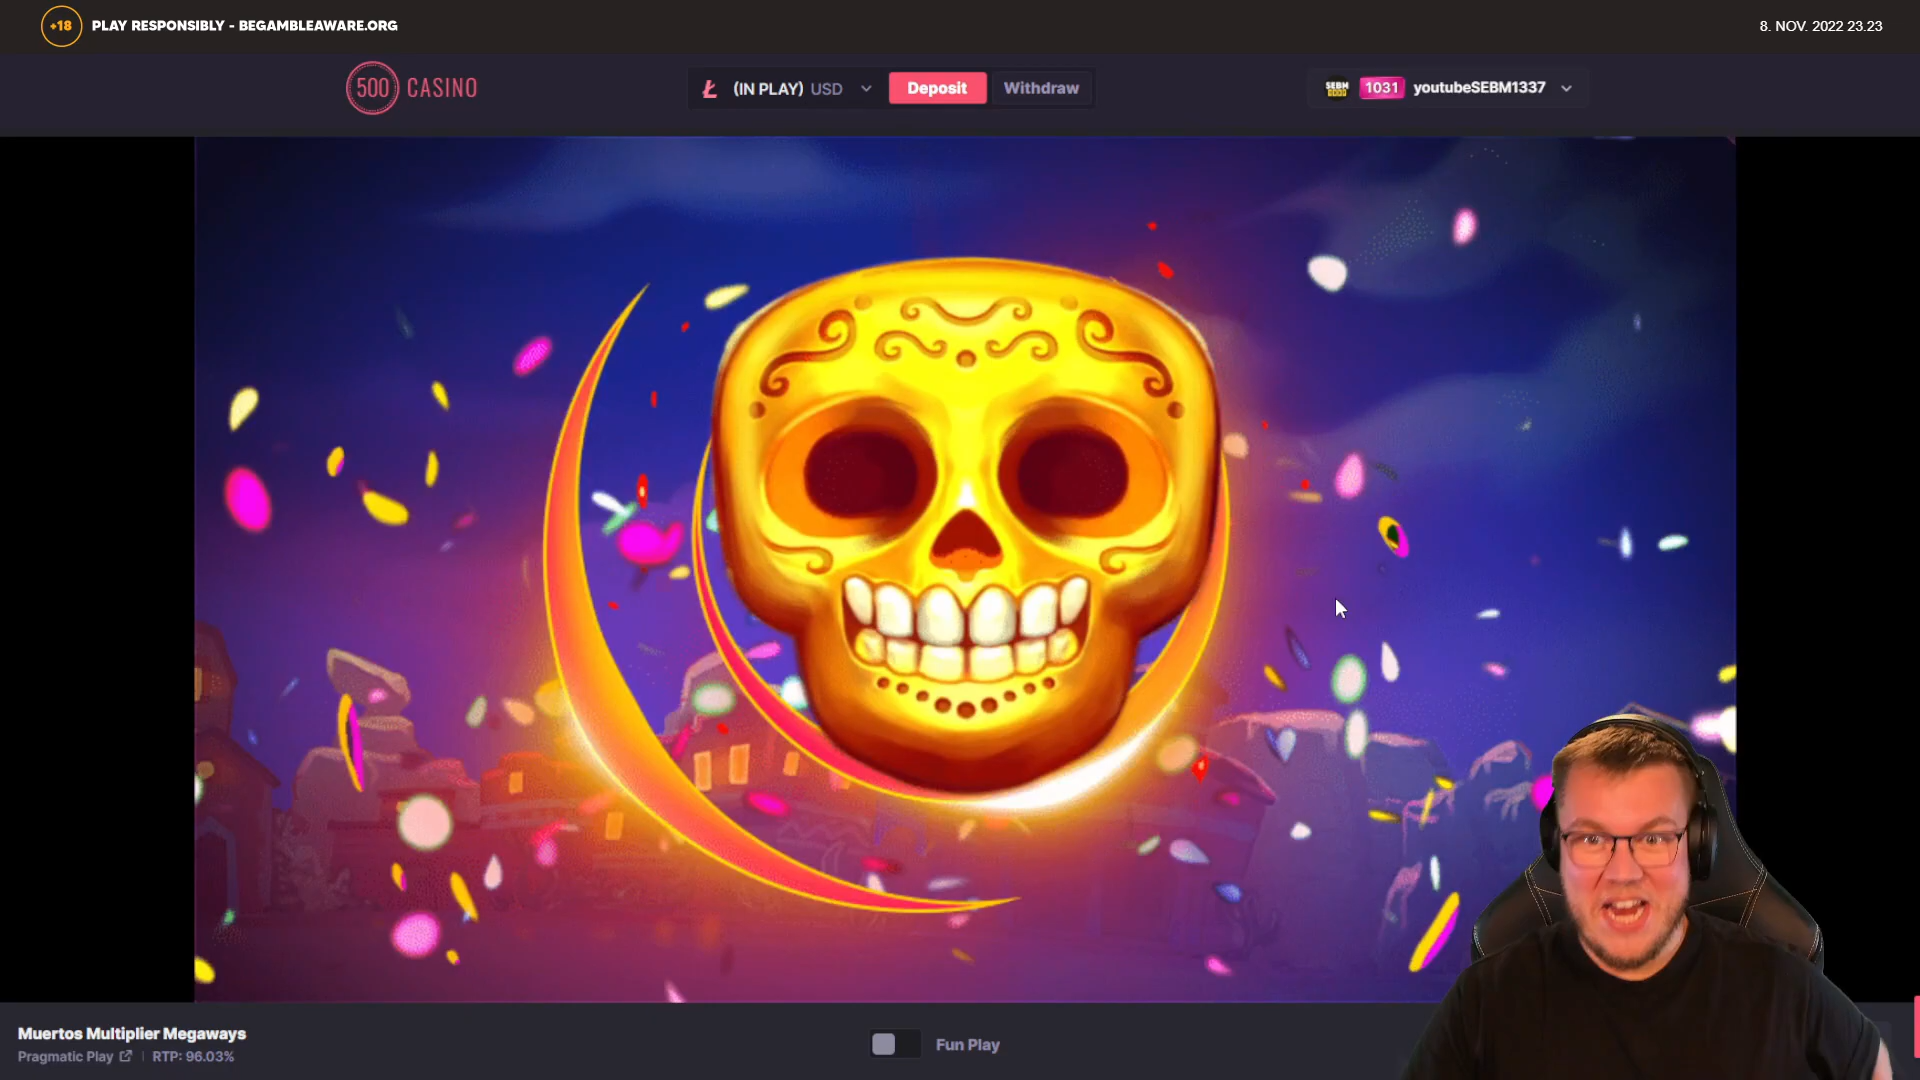 +18 PLAY RESPONSIBLY - BEGAMBLEAWARE.ORG
8. NOV. 2022 23.23
500 CASINO
(IN PLAY) USD
Deposit
Withdraw
SEBM
1031 youtubeSEBM1337
Muertos Multiplier Megaways
Pragmatic Play | RTP: 96.03%
Fun Play